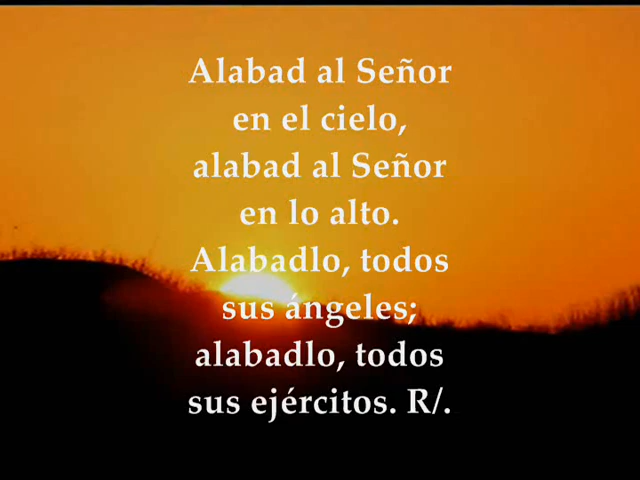 Alabad al Señor
en el cielo,
alabad al Señor
en lo alto.
Alabadlo, todos
sus ángeles;
alabadlo, todos
sus ejércitos. R/.